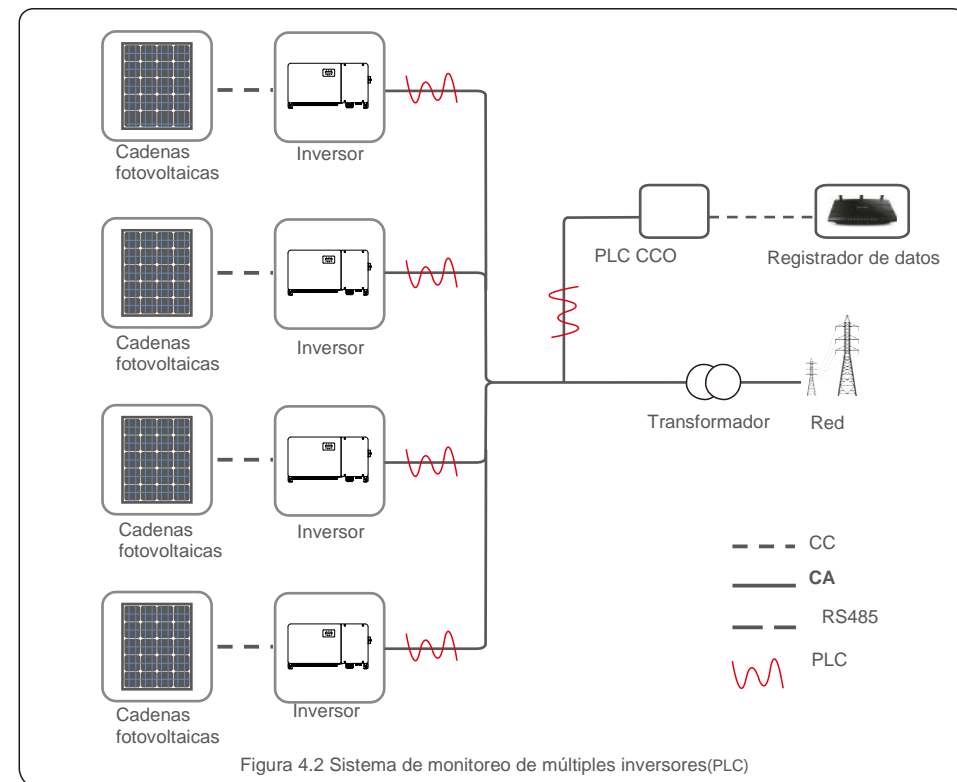 Cadenas
fotovoltaicas
Inversor
PLC CCO
Registrador de datos
Cadenas
fotovoltaicas
Inversor
Transformador
Red
Cadenas
fotovoltaicas
Inversor
CC
CA
RS485
PLC
Cadenas
fotovoltaicas
Inversor
Figura 4.2 Sistema de monitoreo de múltiples inversores(PLC)